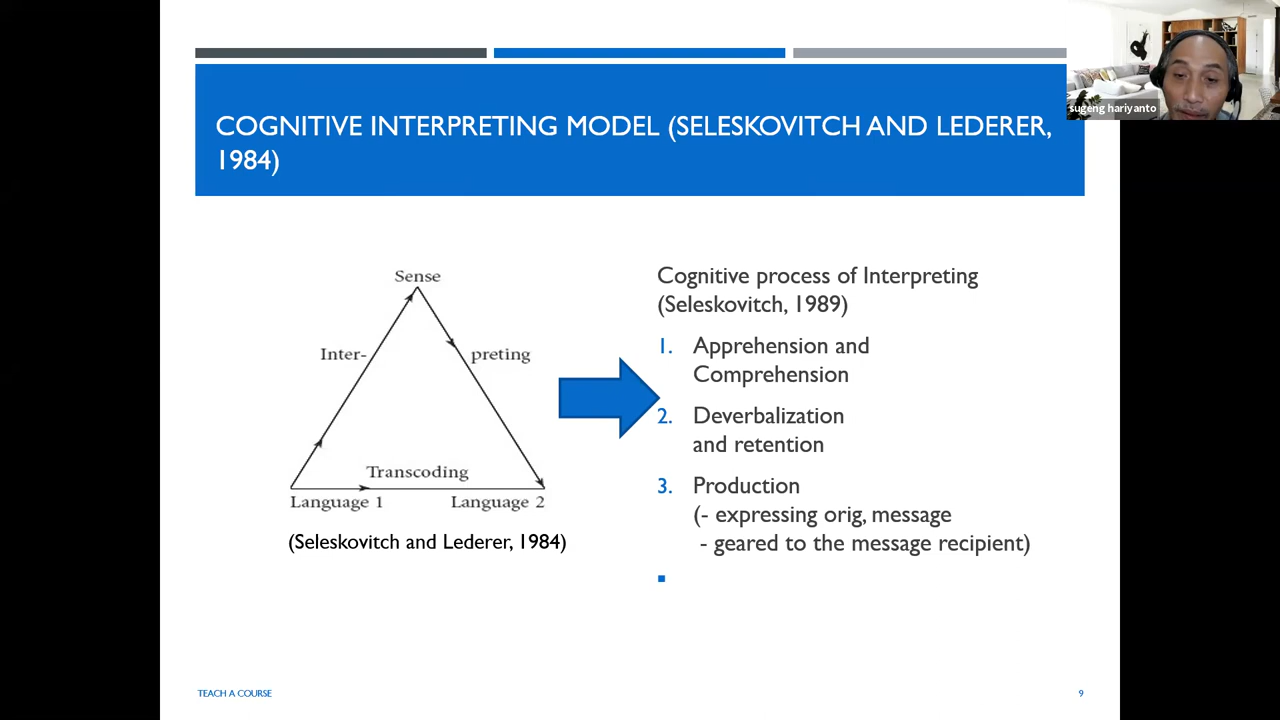 sugeng hariyanto
COGNITIVE INTERPRETING MODEL (SELESKOVITCH AND LEDERER,
1984)
Sense
Inter-
preting
Transcoding
Language 1
Language 2
(Seleskovitch and Lederer, 1984)
Cognitive process of Interpreting
(Seleskovitch, 1989)
1. Apprehension and
Comprehension
2. Deverbalization
and retention
3. Production
(- expressing orig, message
- geared to the message recipient)
TEACH A COURSE
9